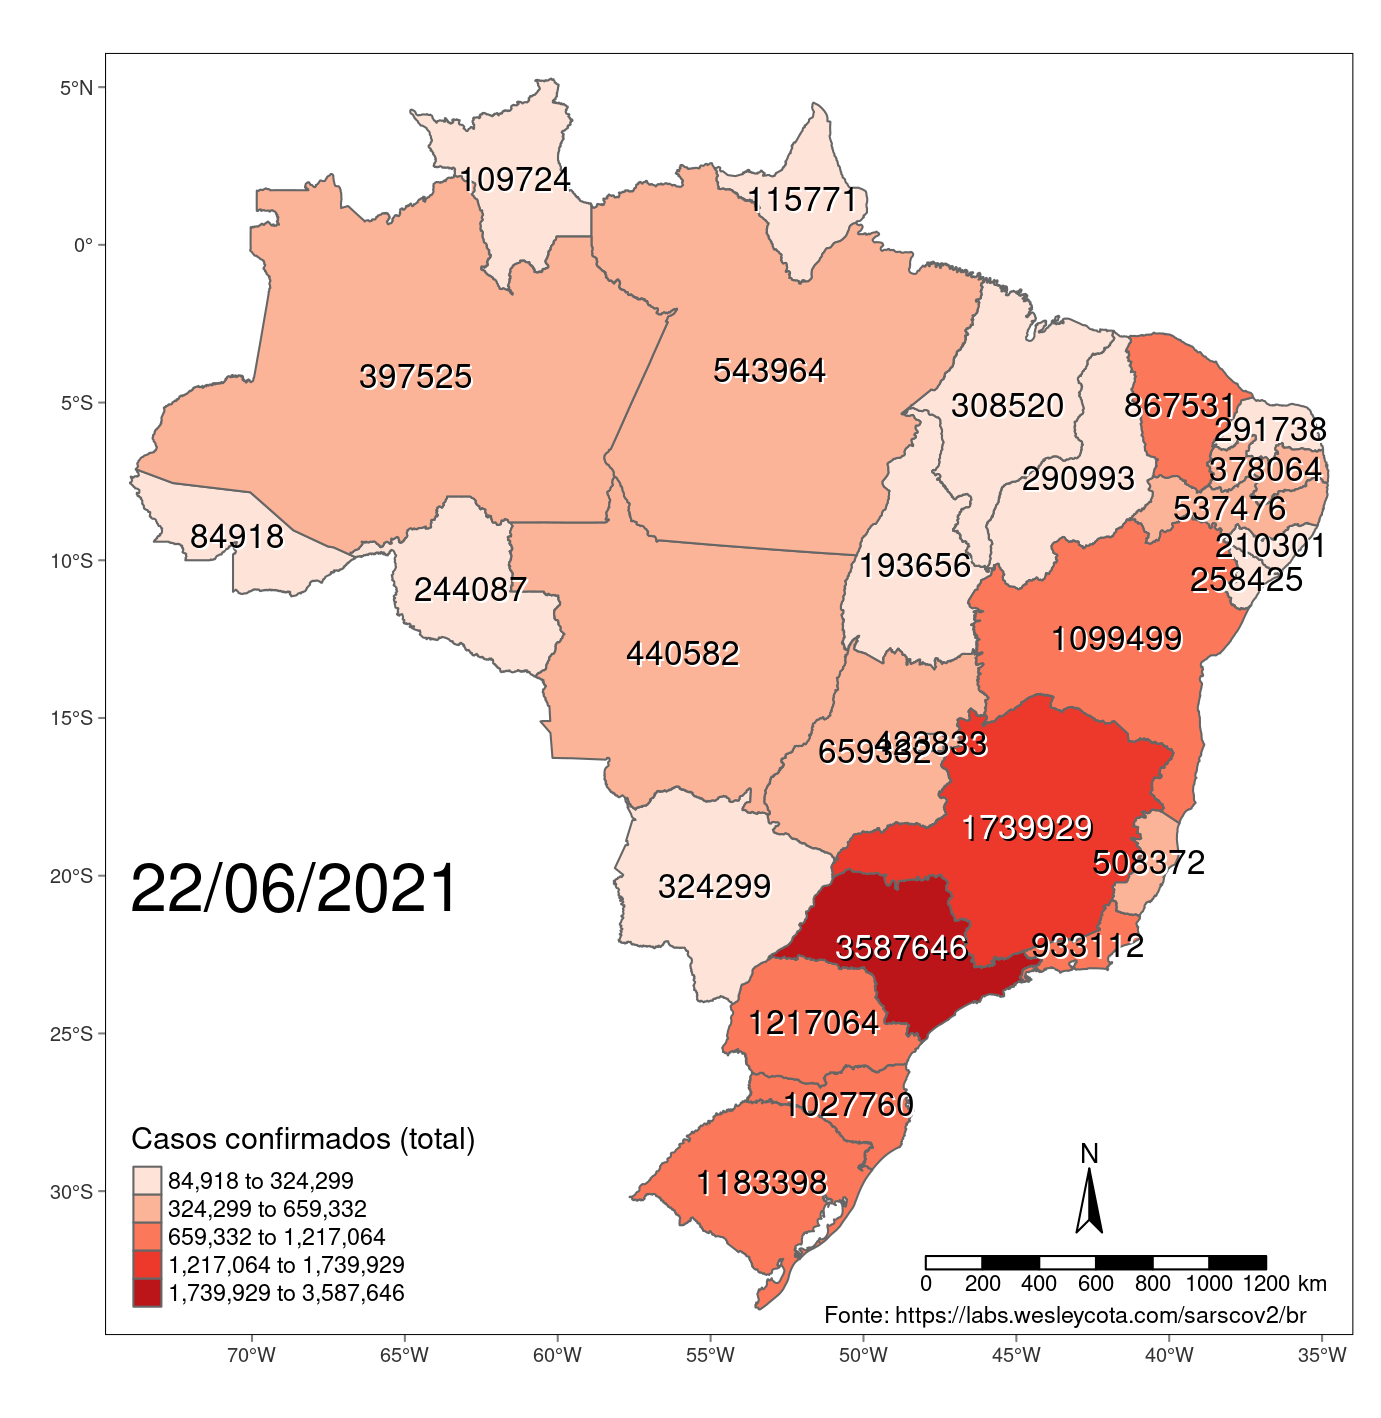 5°N
0°
5°S
10°S
15°S
20°S
25°S
30°S
109724
115771
397525
543964
308520
867531
291738
290993
378064
537476
84918
193656
210301
244087
258425
440582
1099499
423833
659332
1739929
508372
324299
933112
3587646
1217064
1027760
1183398
22/06/2021
Casos confirmados (total)
84,918 to 324,299
324,299 to 659,332
659,332 to 1,217,064
1,217,064 to 1,739,929
1,739,929 to 3,587,646
N
0 200 400 600 800 1000 1200 km
Fonte: https://labs.wesleycota.com/sarscov2/br
70°W 65°W 60°W 55°W 50°W 45°W 40°W 35°W